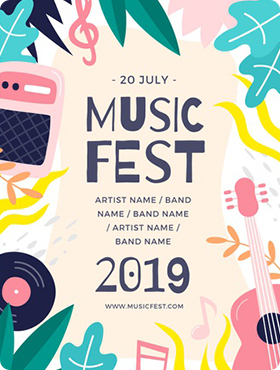 - 20 JULY -
MUSIC
FEST
ARTIST NAME / BAND
NAME / BAND NAME
/ ARTIST NAME /
BAND NAME
2019
WWW.MUSICFEST.COM